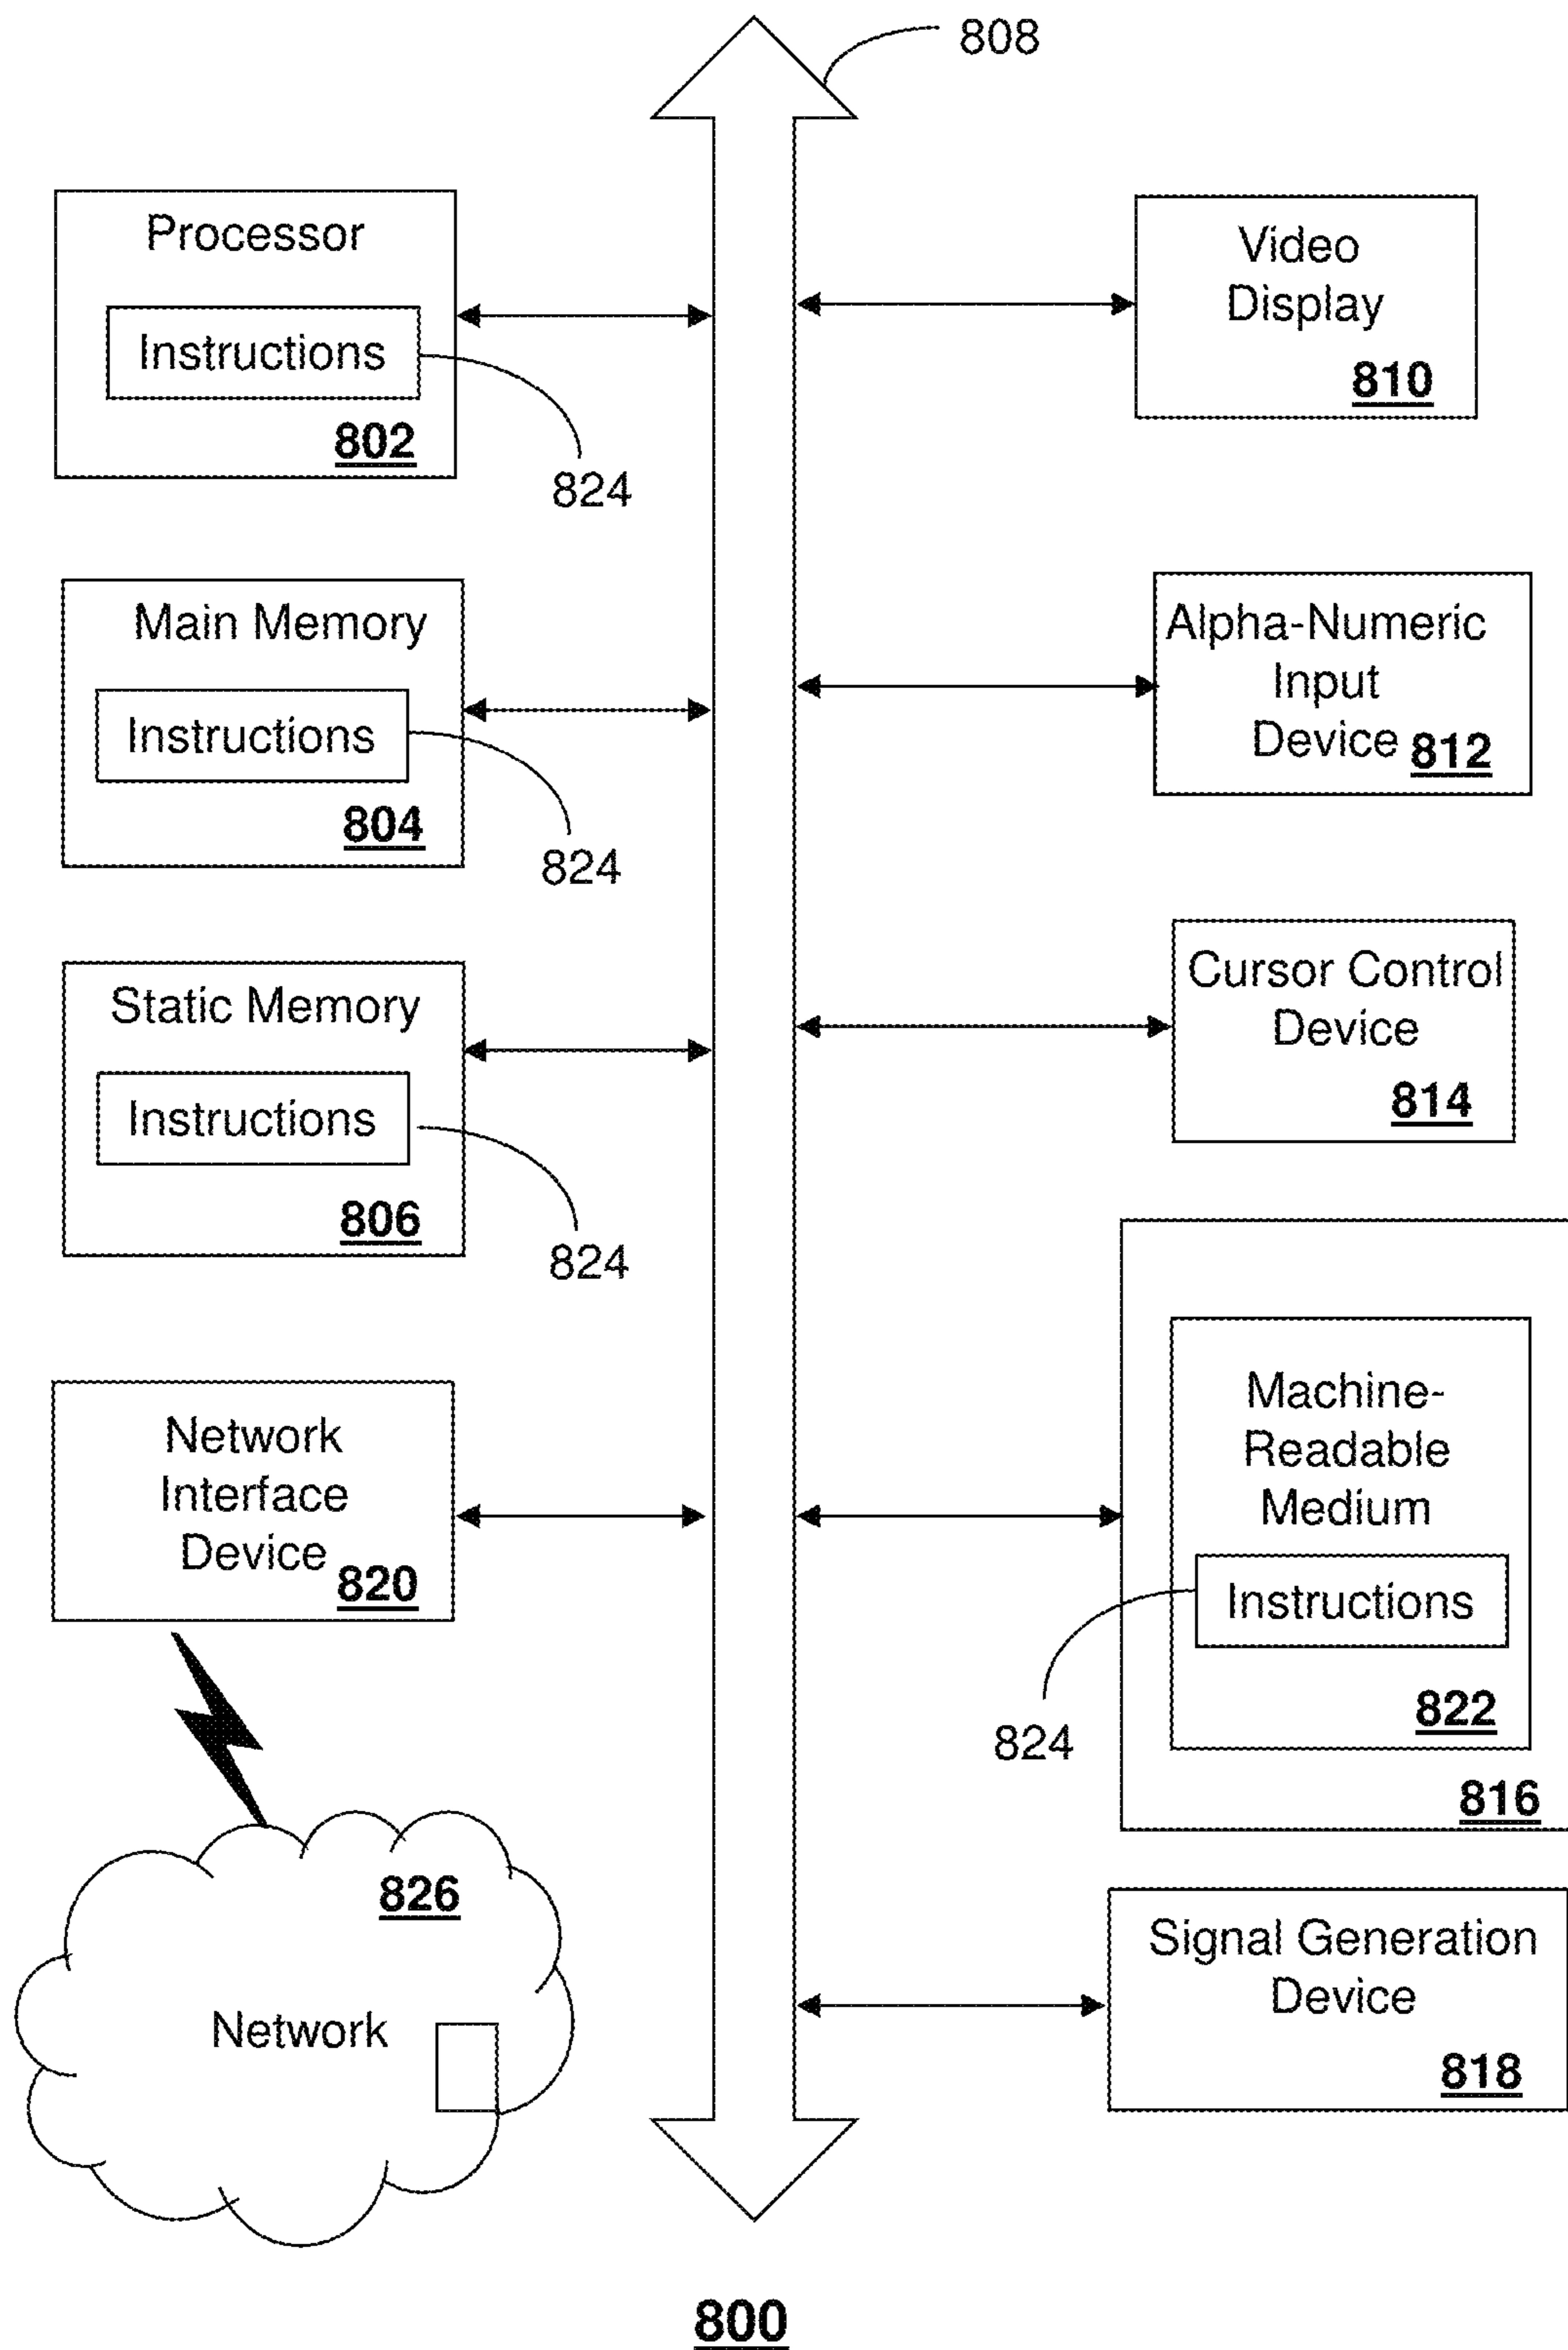 808
Processor
Instructions
802
824
Main Memory
Instructions
804
824
Static Memory
Instructions
806
824
Network
Interface
Device
820
826
Network
Video
Display
810
Alpha-Numeric
Input
Device 812
Cursor Control
Device
814
Machine-
Readable
Medium
Instructions
822
824
816
Signal Generation
Device
818
800